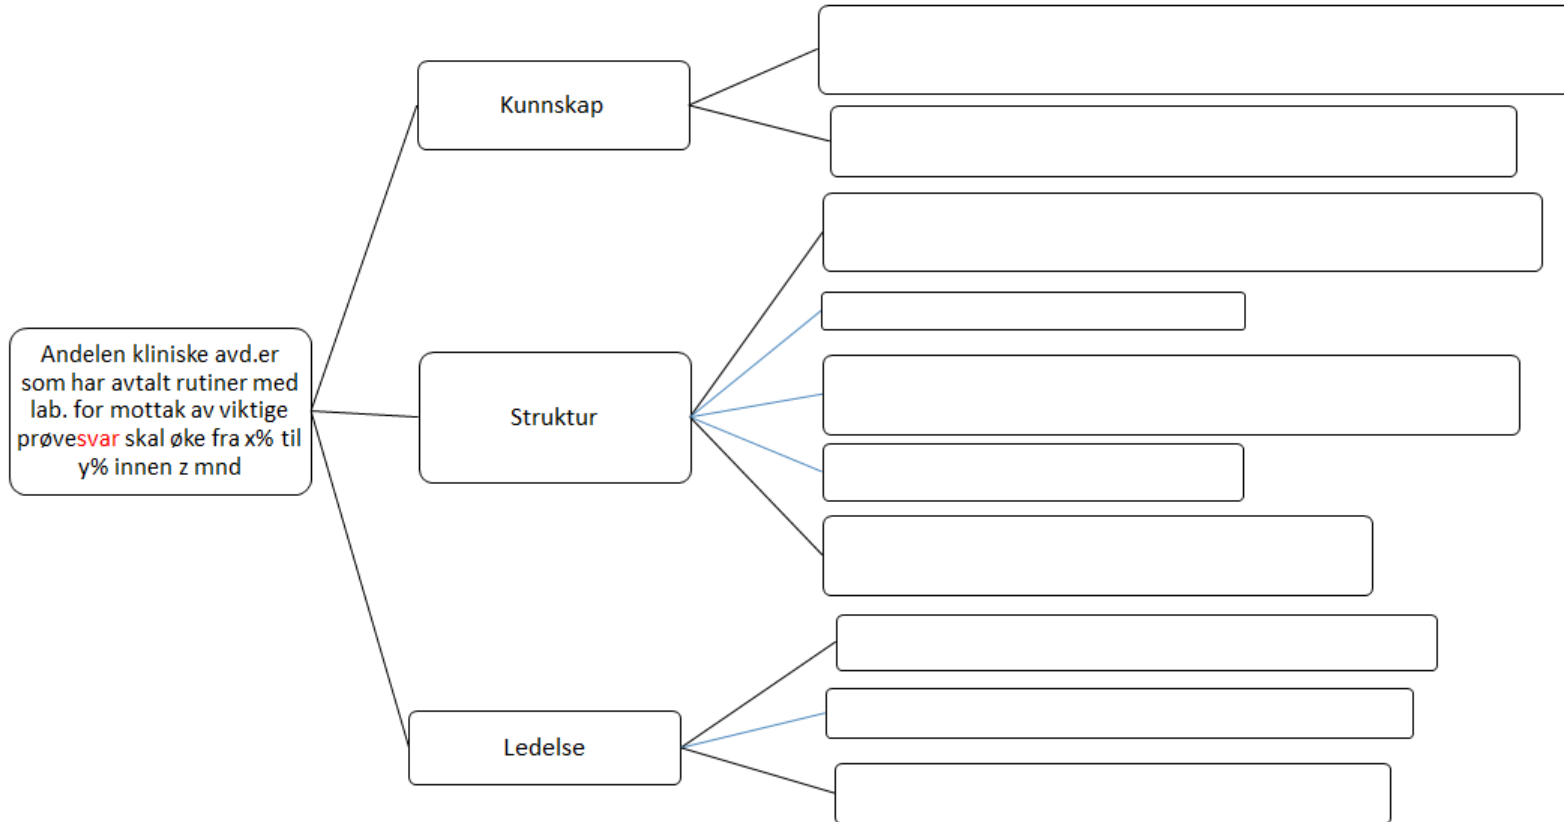 Kunnskap
Andelen kliniske avd.er
som har avtalt rutiner med
lab. for mottak av viktige
prøvesvar skal øke fra x% til
y% innen z mnd
Struktur
Ledelse